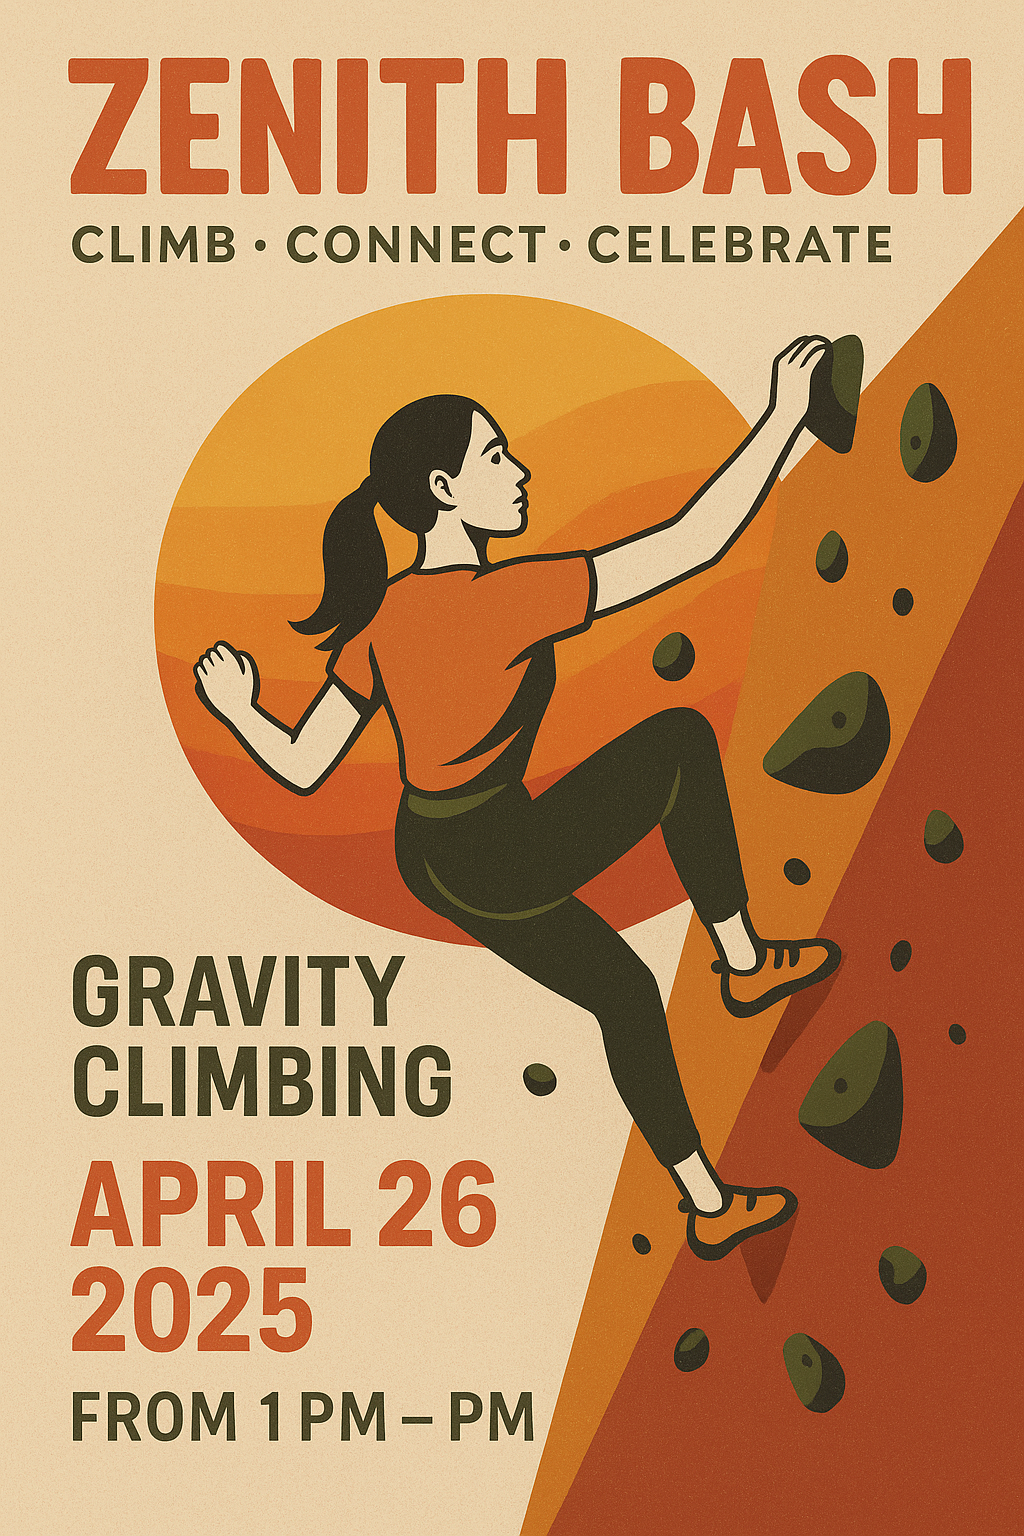 ZENITH BASH
CLIMB • CONNECT • CELEBRATE
GRAVITY
CLIMBING
APRIL 26
2025
FROM 1 PM – PM